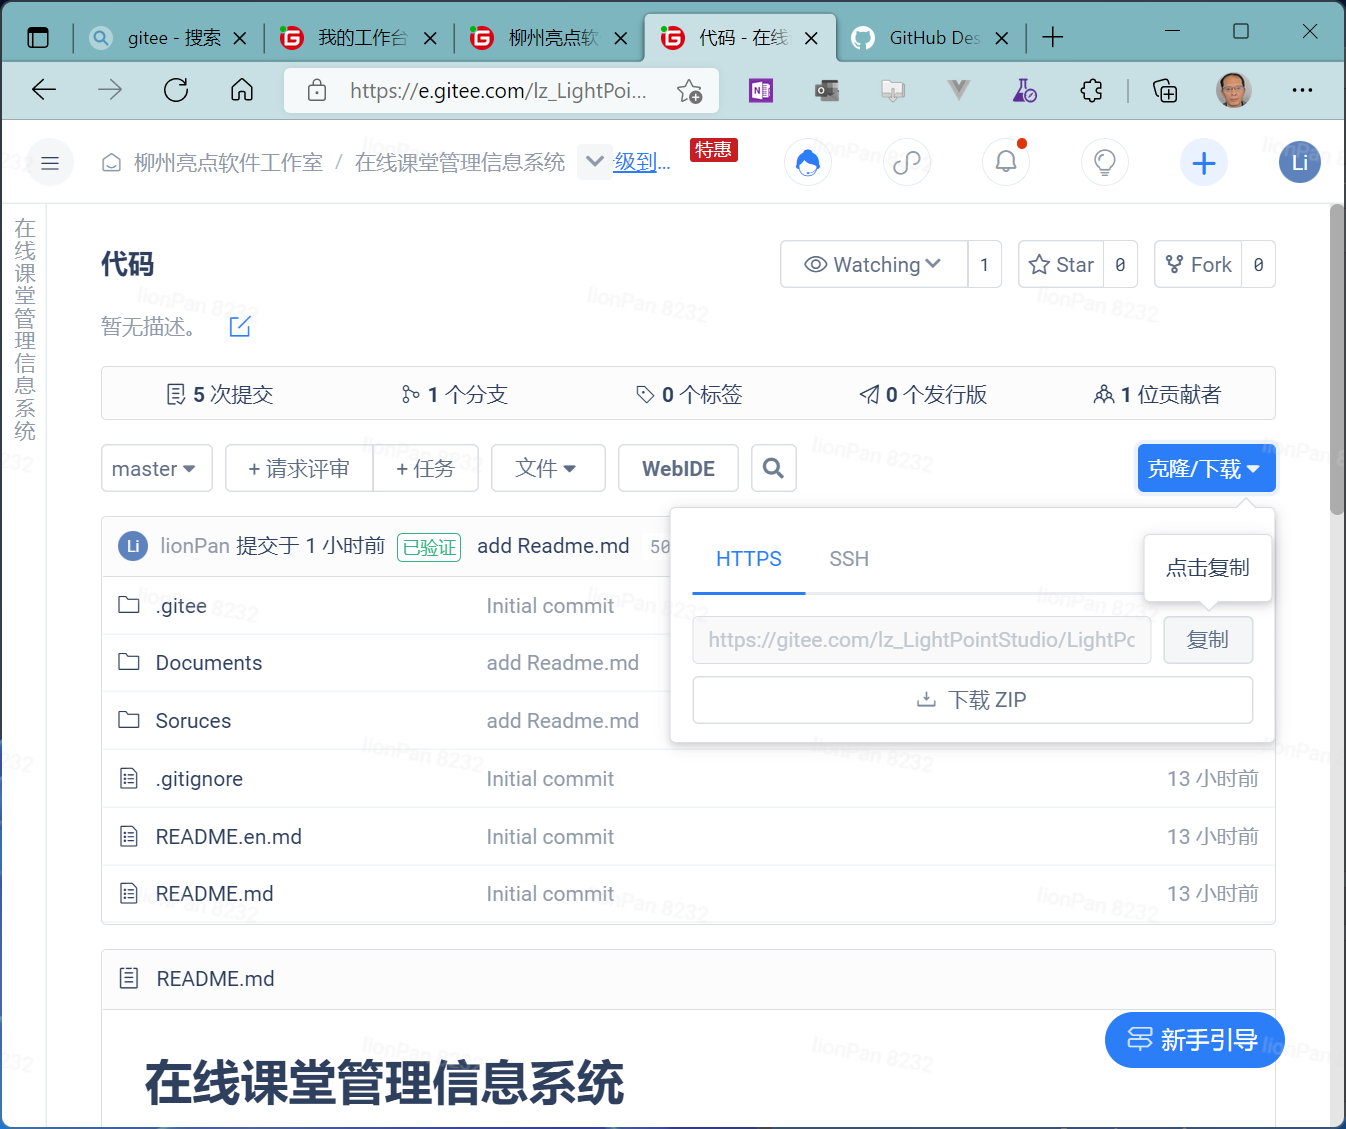 gitee - 搜索
我的工作台
柳州亮点软
代码 - 在线
GitHub Des
https://e.gitee.com/lz_LightPoi...
柳州亮点软件工作室 / 在线课堂管理信息系统
级到...
特惠
Li
在线课堂管理信息系统
代码
Watching 1
Star 0
Fork 0
暂无描述。
5 次提交
1 个分支
0 个标签
0 个发行版
1 位贡献者
master
+ 请求评审
+ 任务
文件
WebIDE
克隆/下载
Li lionPan 提交于 1 小时前 已验证 add Readme.md 50
HTTPS SSH
点击复制
https://gitee.com/lz_LightPointStudio/LightPo
复制
下载 ZIP
.gitee Initial commit
Documents add Readme.md
Soruces add Readme.md
.gitignore Initial commit 13 小时前
README.en.md Initial commit 13 小时前
README.md Initial commit 13 小时前
README.md
在线课堂管理信息系统
新手引导
lionPan 8232